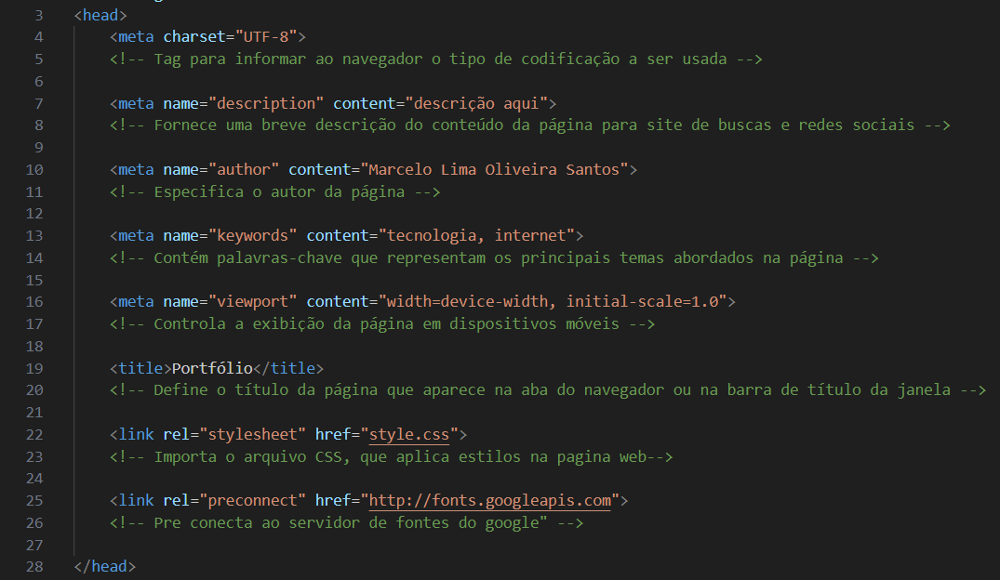 3 <head>
4 <meta charset="UTF-8">
5 <!-- Tag para informar ao navegador o tipo de codificação a ser usada -->
6
7 <meta name="description" content="descrição aqui">
8 <!-- Fornece uma breve descrição do conteúdo da página para site de buscas e redes sociais -->
9
10 <meta name="author" content="Marcelo Lima Oliveira Santos">
11 <!-- Especifica o autor da página -->
12
13 <meta name="keywords" content="tecnologia, internet">
14 <!-- Contém palavras-chave que representam os principais temas abordados na página -->
15
16 <meta name="viewport" content="width=device-width, initial-scale=1.0">
17 <!-- Controla a exibição da página em dispositivos móveis -->
18
19 <title>Portfólio</title>
20 <!-- Define o título da página que aparece na aba do navegador ou na barra de título da janela -->
21
22 <link rel="stylesheet" href="style.css">
23 <!-- Importa o arquivo CSS, que aplica estilos na pagina web-->
24
25 <link rel="preconnect" href="http://fonts.googleapis.com">
26 <!-- Pre conecta ao servidor de fontes do google" -->
27
28 </head>